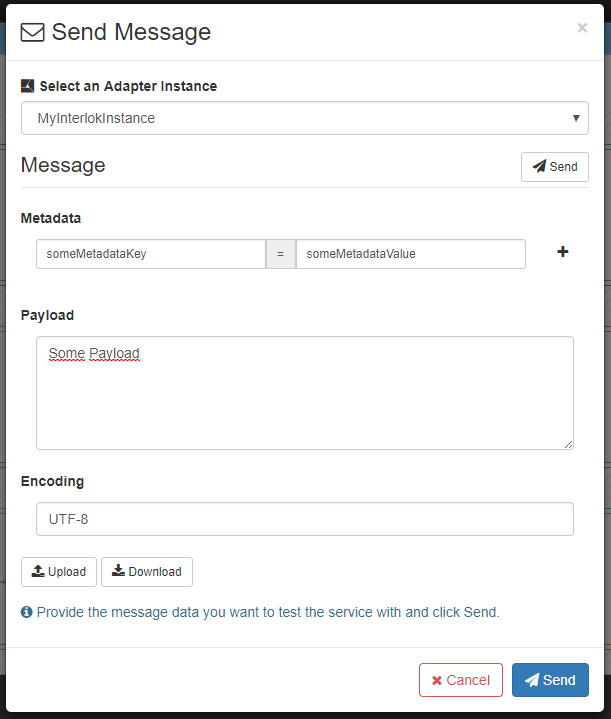 Send Message ×
Select an Adapter Instance
MyInterlokInstance
Message Send
Metadata
someMetadataKey = someMetadataValue
Payload
Some Payload
Encoding
UTF-8
Upload Download
Provide the message data you want to test the service with and click Send.
Cancel Send